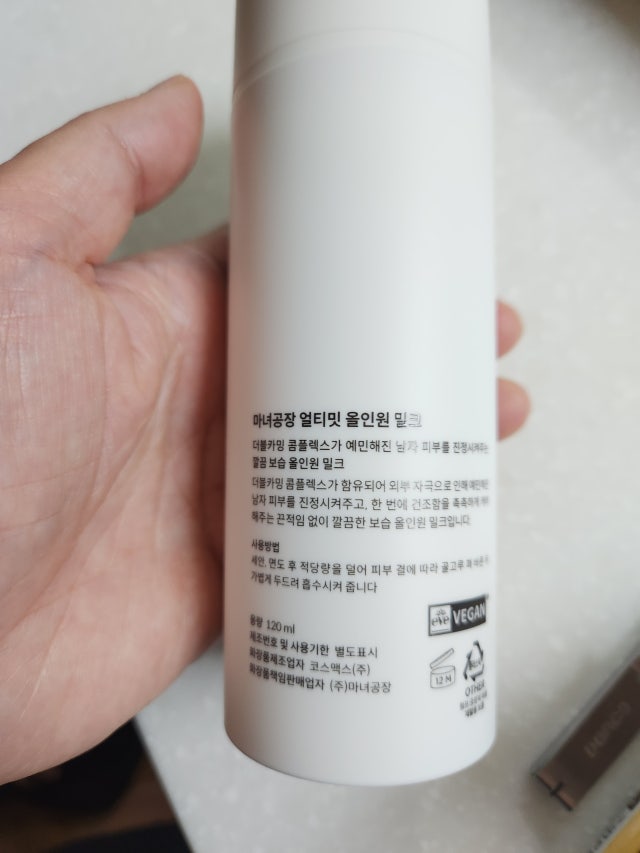 마녀공장 얼티밋 올인원 밀크
더블카밍 콤플렉스가 예민해진 남자 피부를 진정시켜주는
깔끔 보습 올인원 밀크
더블카밍 콤플렉스가 함유되어 외부 자극으로 인해 예민해진
남자 피부를 진정시켜주고, 한 번에 건조함을 촉촉하게
해주는 끈적임 없이 깔끔한 보습 올인원 밀크입니다.
사용방법
세안, 면도 후 적당량을 덜어 피부 결에 따라 골고루 펴 바른 후
가볍게 두드려 흡수시켜 줍니다
용량 120 ml
제조번호 및 사용기한 별도표시
화장품제조업자 코스맥스(주)
화장품책임판매업자 (주)마녀공장
eve VEGAN
12 M
OTHER